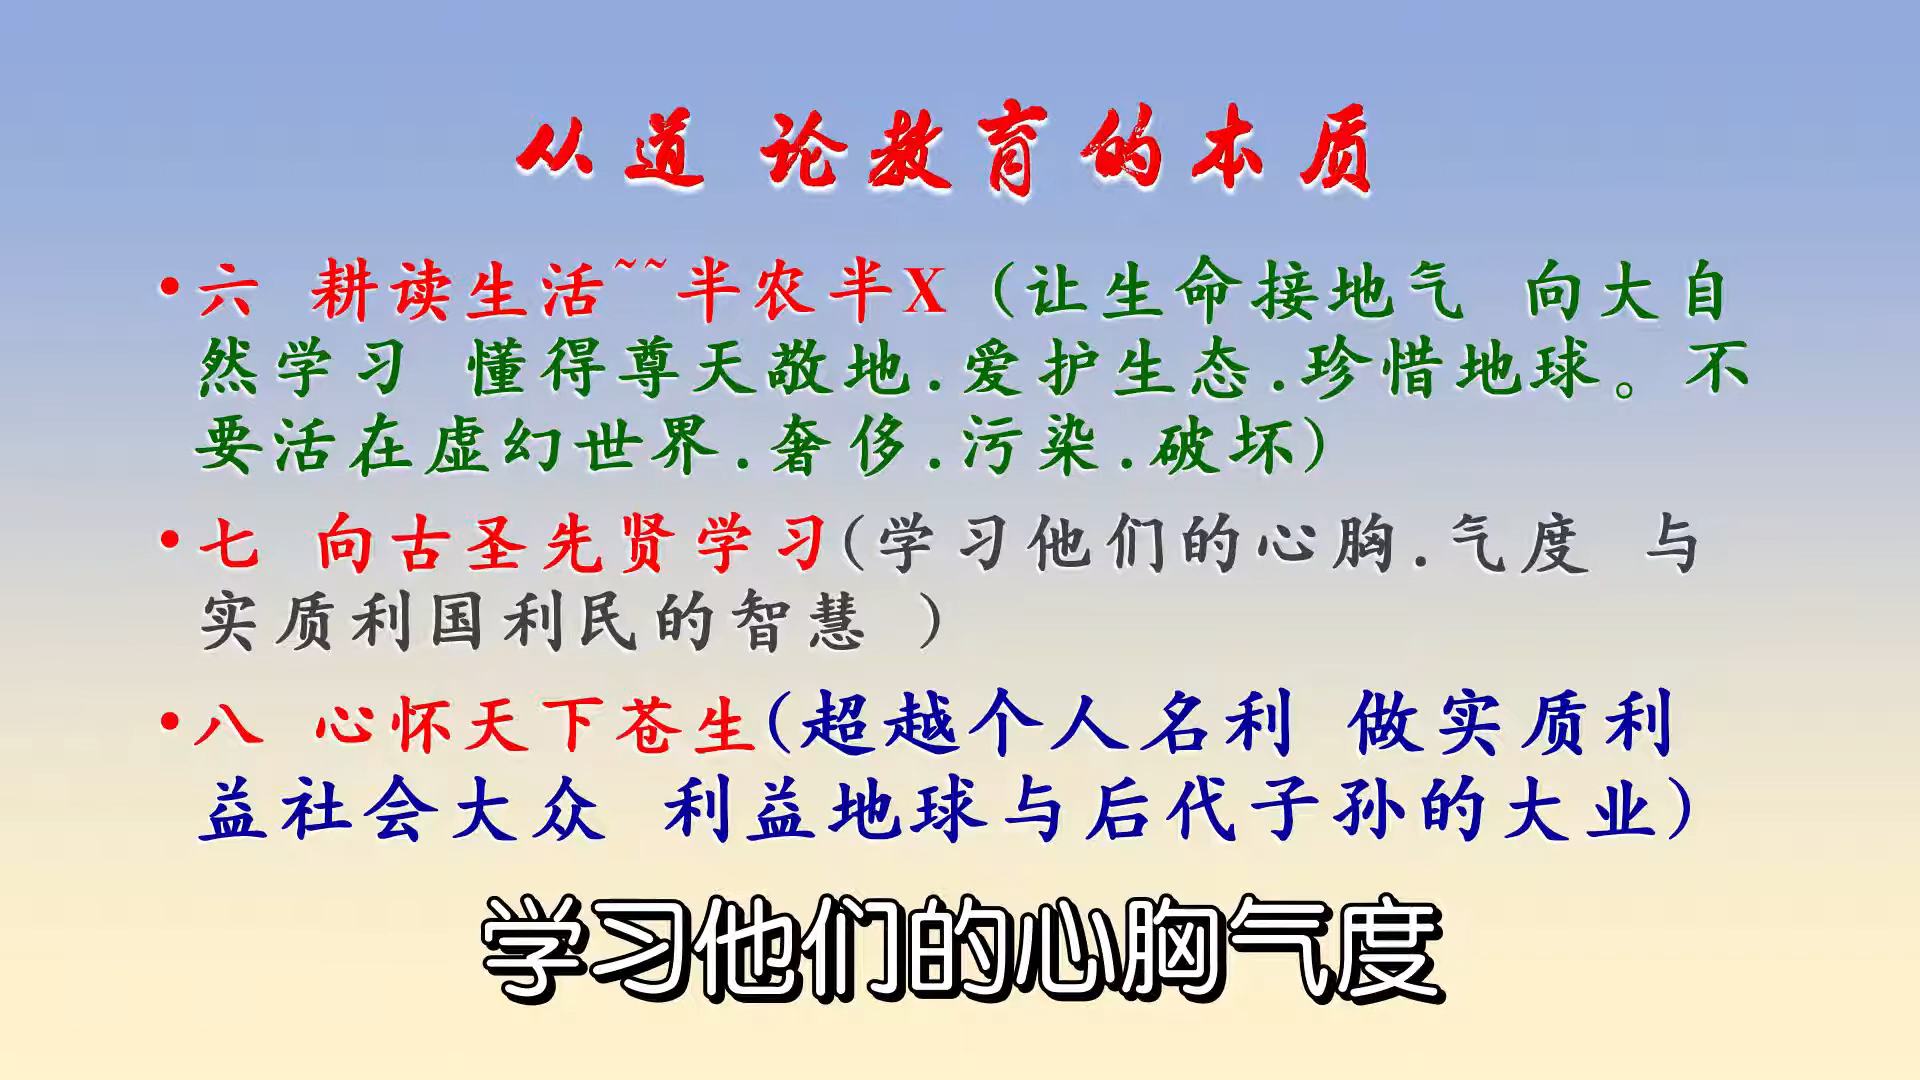 从道 论教育的本质
•六 耕读生活~~半农半X（让生命接地气 向大自
然学习 懂得尊天敬地.爱护生态.珍惜地球。不
要活在虚幻世界.奢侈.污染.破坏）
•七 向古圣先贤学习(学习他们的心胸.气度 与
实质利国利民的智慧 ）
•八 心怀天下苍生(超越个人名利 做实质利
益社会大众 利益地球与后代子孙的大业)
学习他们的心胸气度